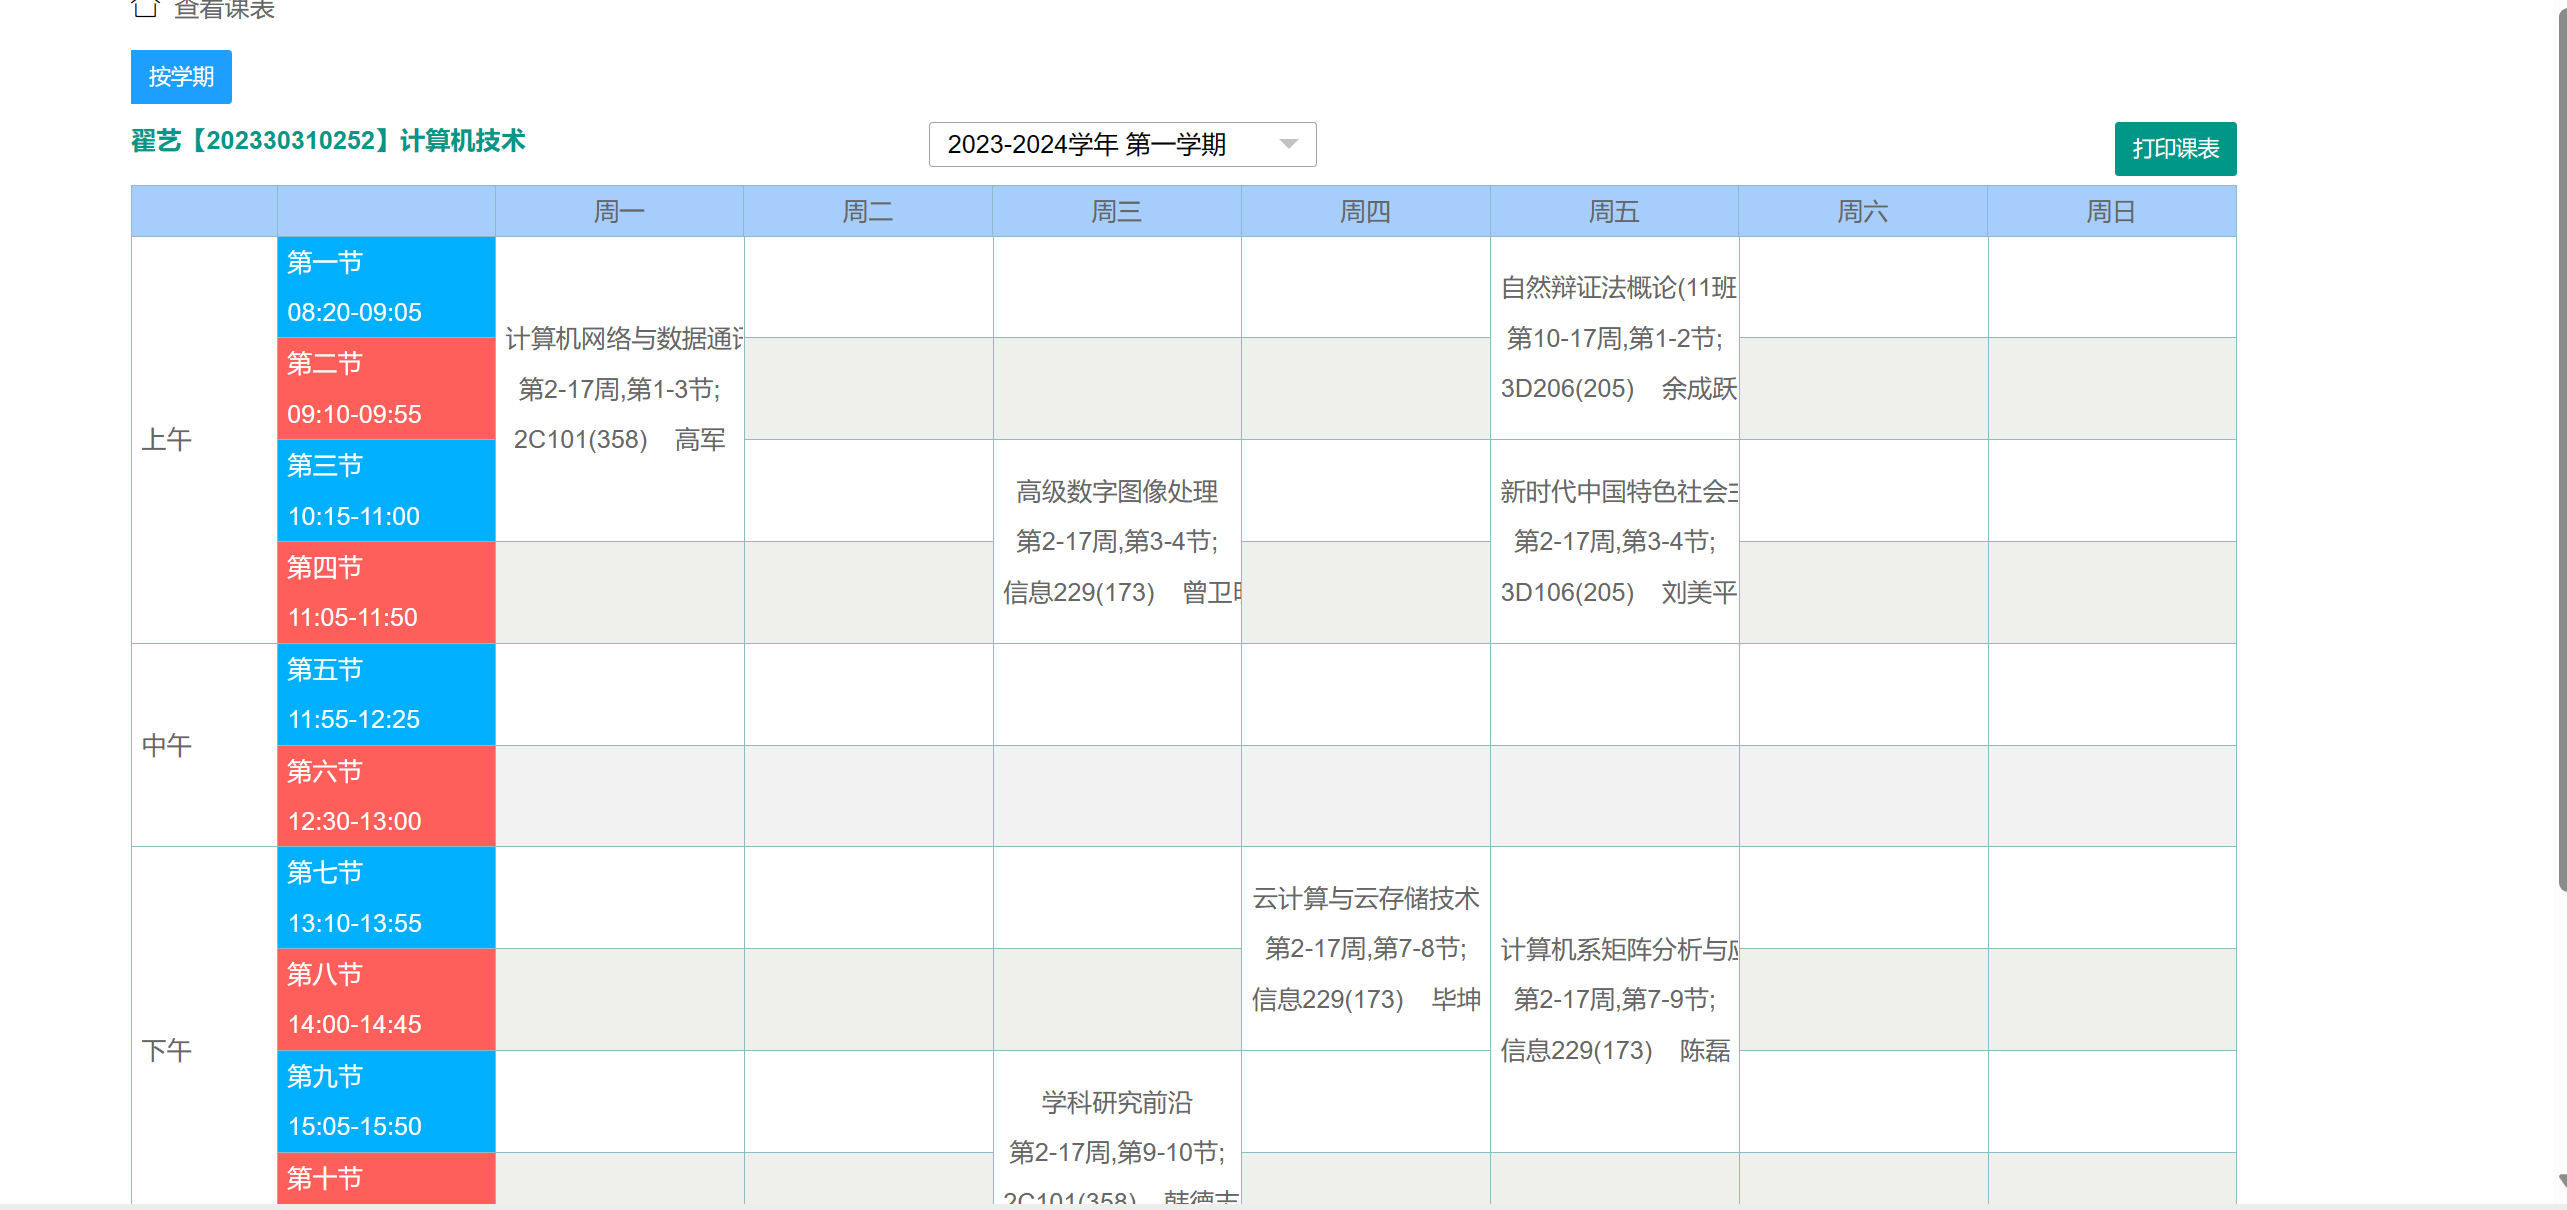 查看课表
按学期
翟艺【202330310252】计算机技术
2023-2024学年 第一学期
打印课表
周一
周二
周三
周四
周五
周六
周日
上午
第一节
08:20-09:05
第二节
09:10-09:55
第三节
10:15-11:00
第四节
11:05-11:50
计算机网络与数据通
第2-17周,第1-3节;
2C101(358) 高军
高级数字图像处理
第2-17周,第3-4节;
信息229(173) 曾卫
自然辩证法概论(11班
第10-17周,第1-2节;
3D206(205) 余成跃
新时代中国特色社会
第2-17周,第3-4节;
3D106(205) 刘美平
中午
第五节
11:55-12:25
第六节
12:30-13:00
下午
第七节
13:10-13:55
第八节
14:00-14:45
第九节
15:05-15:50
第十节
云计算与云存储技术
第2-17周,第7-8节;
信息229(173) 毕坤
计算机系矩阵分析与
第2-17周,第7-9节;
信息229(173) 陈磊
学科研究前沿
第2-17周,第9-10节;
2C101(358) 韩德